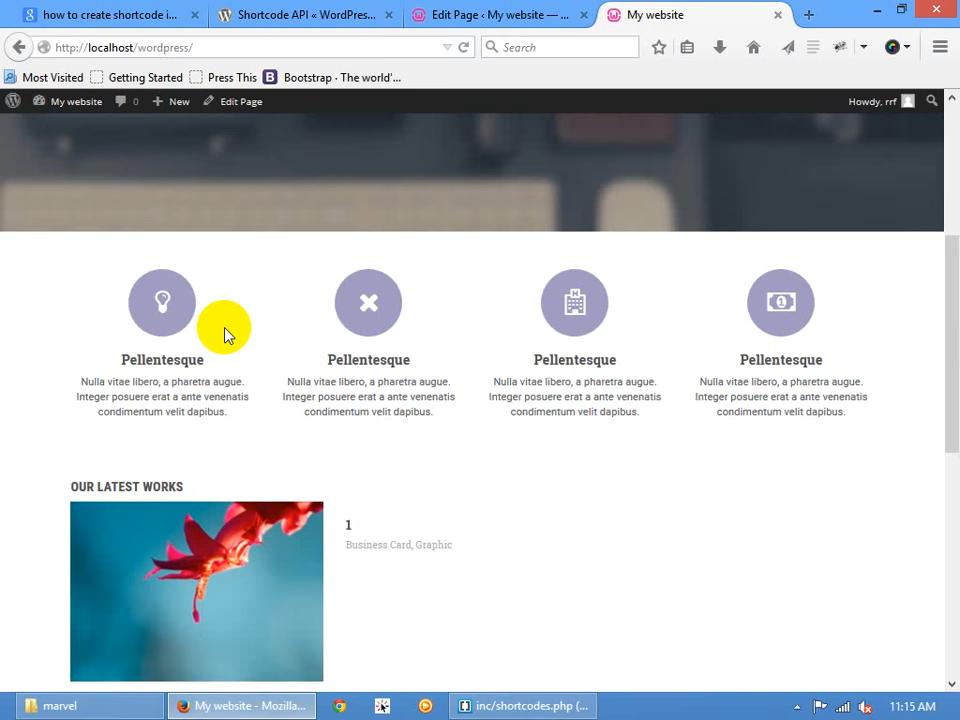 how to create shortcode i...
Shortcode API « WordPress...
Edit Page ‹ My website — ...
My website
http://localhost/wordpress/
Search
Most Visited
Getting Started
Press This
B
Bootstrap · The world'...
My website
0
New
Edit Page
Howdy, rrf
Pellentesque
Nulla vitae libero, a pharetra augue.
Integer posuere erat a ante venenatis
condimentum velit dapibus.
Pellentesque
Nulla vitae libero, a pharetra augue.
Integer posuere erat a ante venenatis
condimentum velit dapibus.
Pellentesque
Nulla vitae libero, a pharetra augue.
Integer posuere erat a ante venenatis
condimentum velit dapibus.
Pellentesque
Nulla vitae libero, a pharetra augue.
Integer posuere erat a ante venenatis
condimentum velit dapibus.
OUR LATEST WORKS
1
Business Card, Graphic
marvel
My website - Mozilla...
inc/shortcodes.php (...
11:15 AM